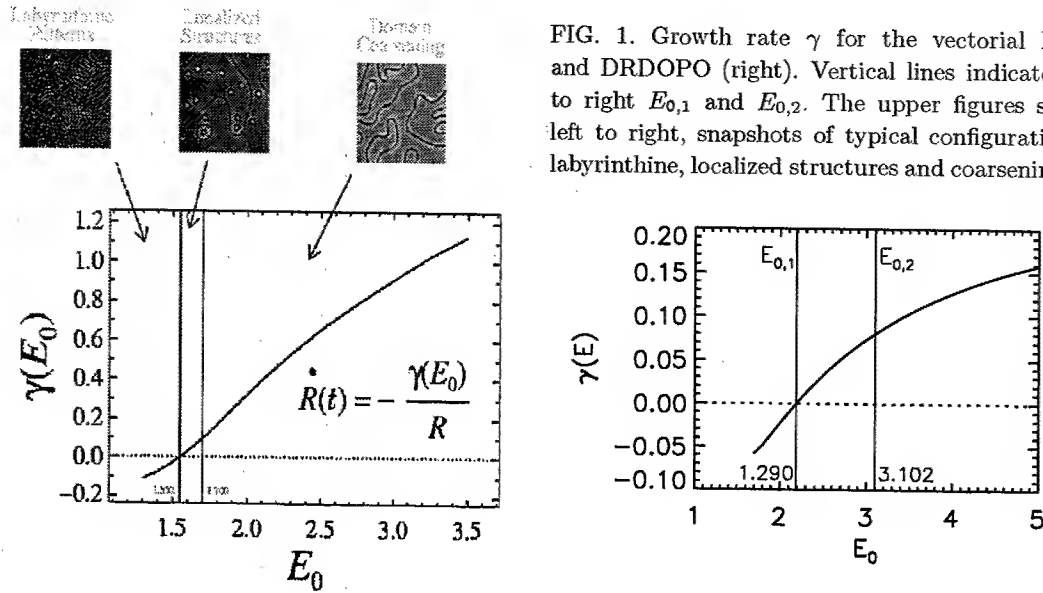 Labyrinthine
Patterns
Localized
Structures
Domain
Coarsening
FIG. 1. Growth rate γ for the vectorial
and DRDOPO (right). Vertical lines indicate
to right E0,1 and E0,2. The upper figures
left to right, snapshots of typical
labyrinthine, localized structures and
1.2
1.0
0.8
0.6
0.4
0.2
0.0
−0.2
γ(E0)
Ṙ(t) = − γ(E0)
R
1.5
2.0
2.5
3.0
3.5
E0
0.20
0.15
0.10
0.05
0.00
−0.05
−0.10
γ(E)
E0,1
E0,2
1.290
3.102
1
2
3
4
5
E0